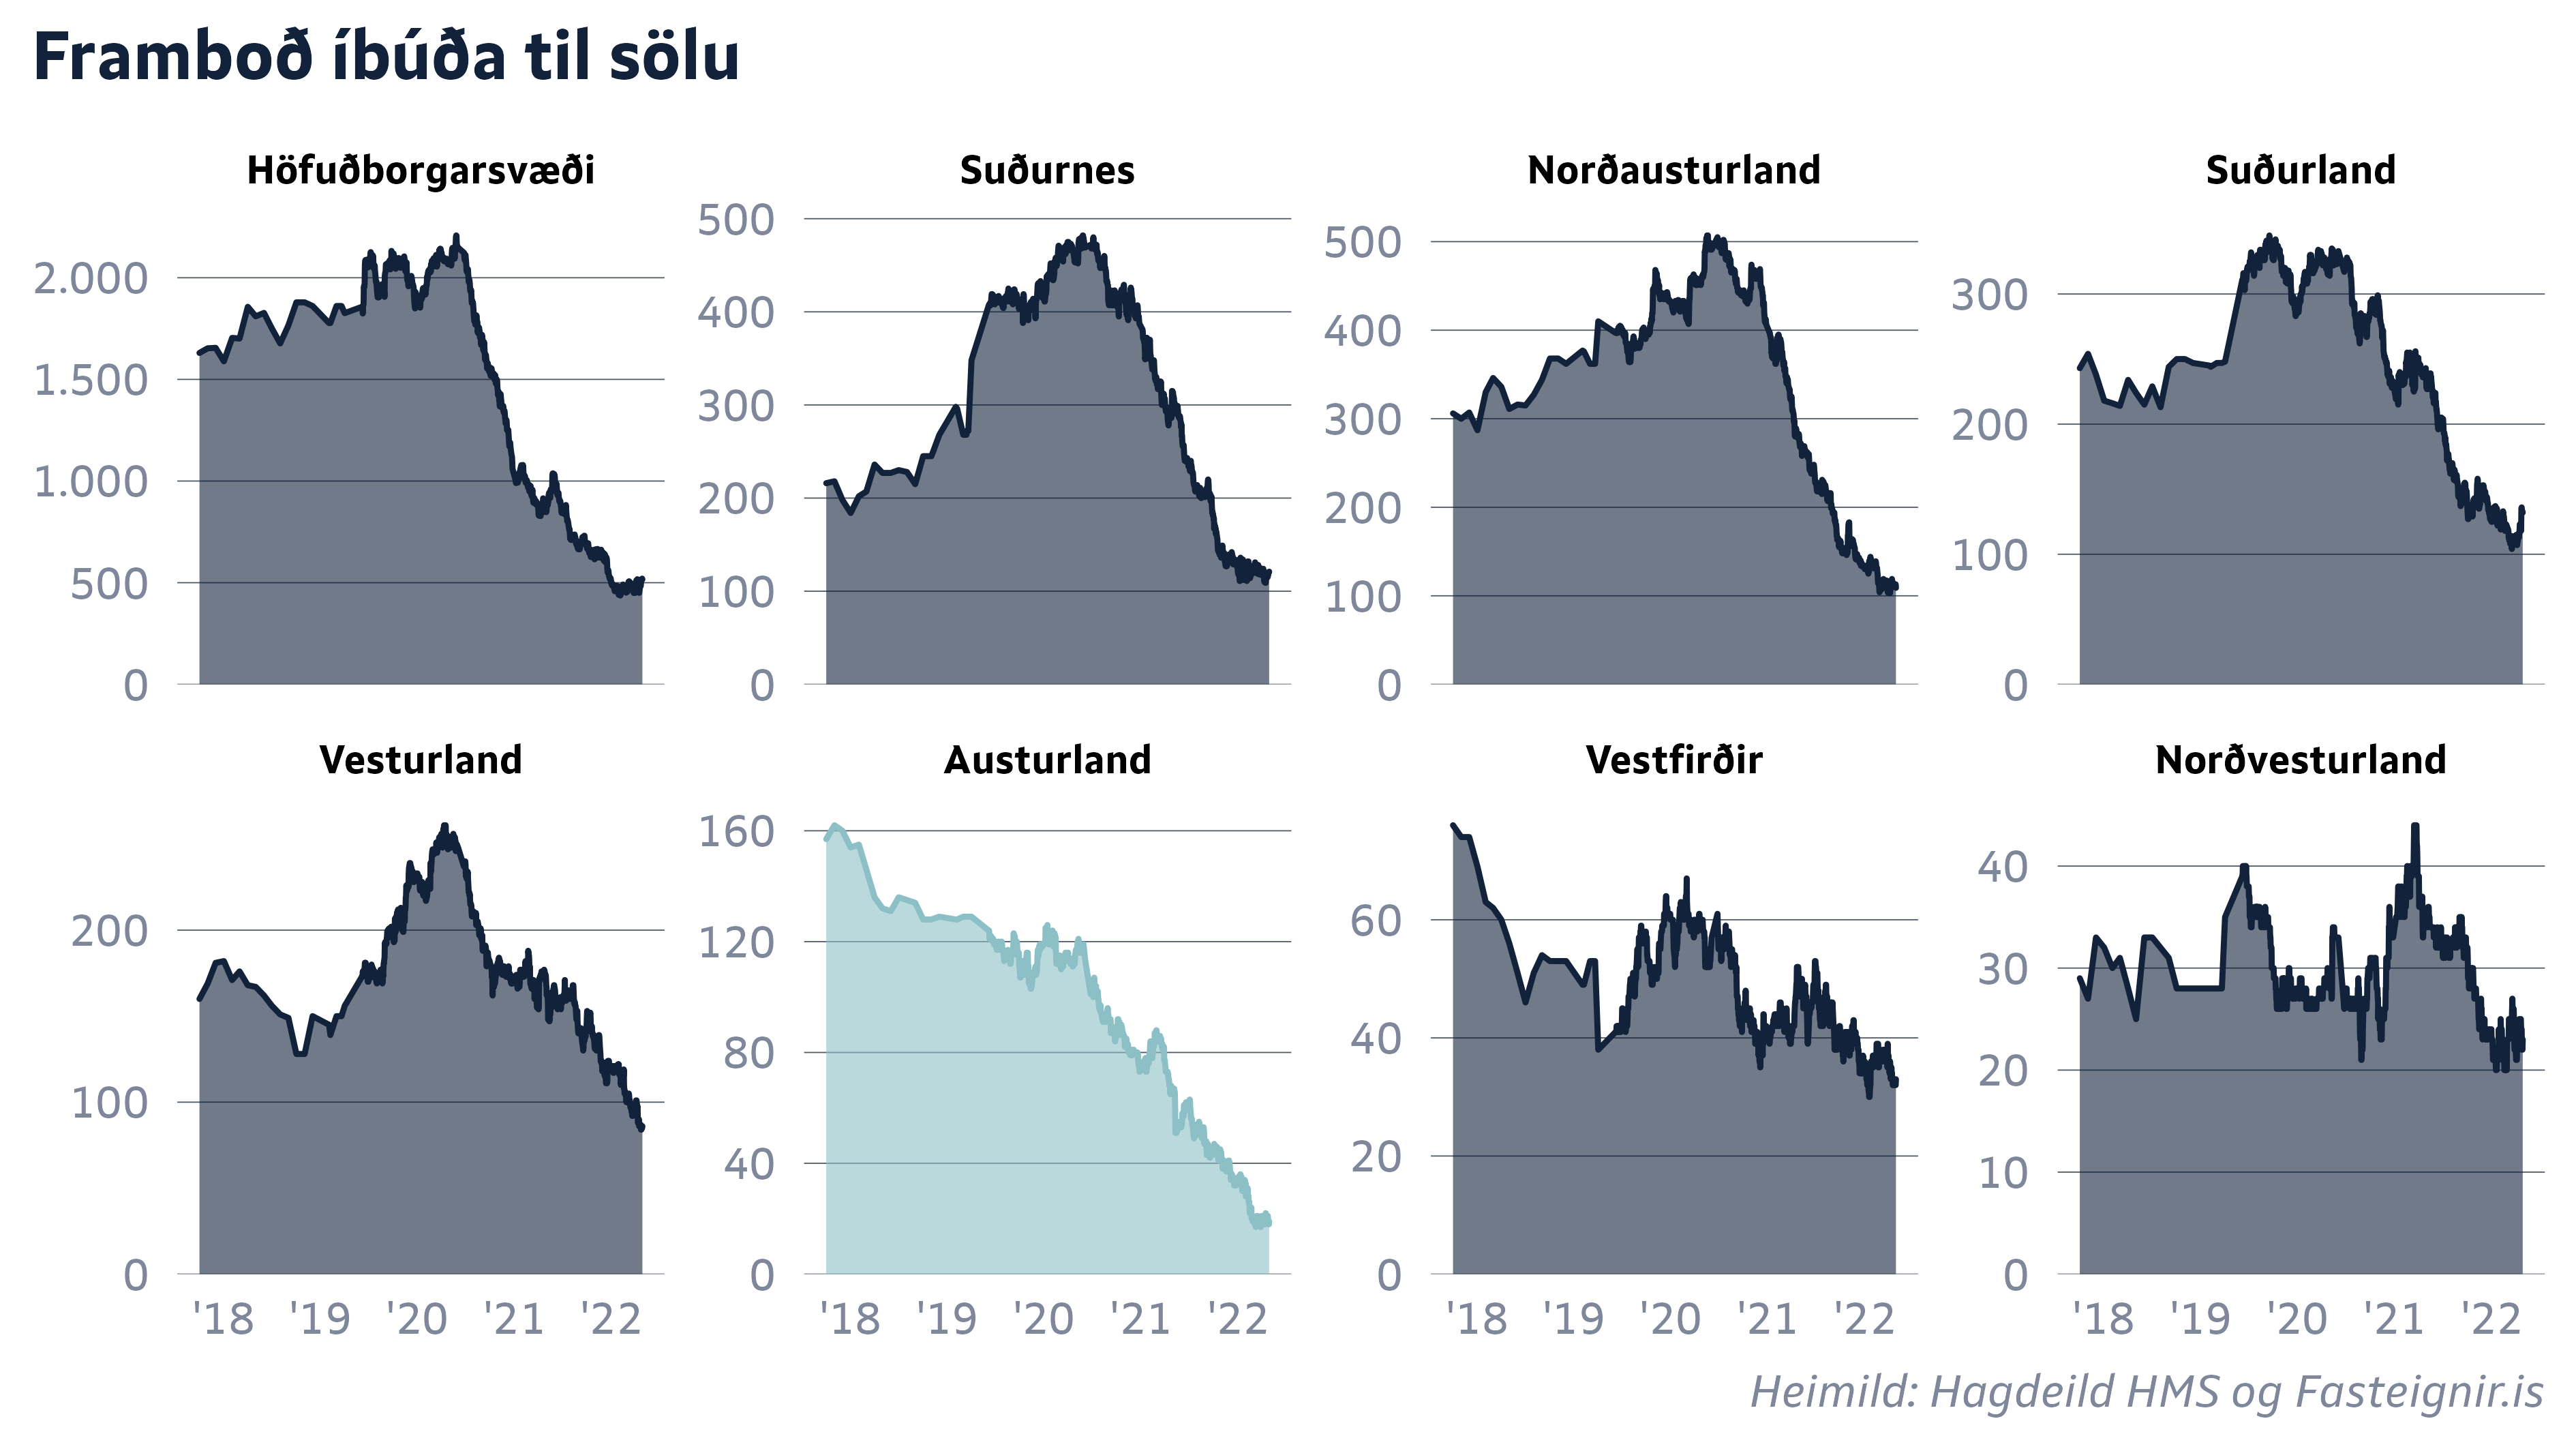 Framboð íbúða til sölu
Höfuðborgarsvæði
2.000
1.500
1.000
500
0
Suðurnes
500
400
300
200
100
0
Norðausturland
500
400
300
200
100
0
Suðurland
300
200
100
0
Vesturland
200
100
0
'18 '19 '20 '21 '22
Austurland
160
120
80
40
0
'18 '19 '20 '21 '22
Vestfirðir
60
40
20
0
'18 '19 '20 '21 '22
Norðvesturland
40
30
20
10
0
'18 '19 '20 '21 '22
Heimild: Hagdeild HMS og Fasteignir.is